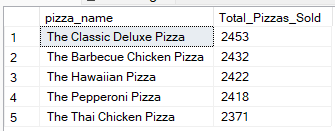 pizza_name Total_Pizzas_Sold
1 The Classic Deluxe Pizza 2453
2 The Barbecue Chicken Pizza 2432
3 The Hawaiian Pizza 2422
4 The Pepperoni Pizza 2418
5 The Thai Chicken Pizza 2371